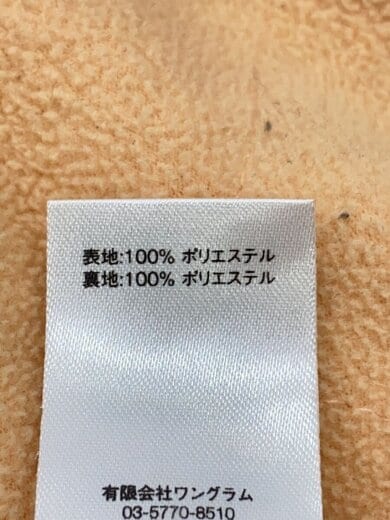 表地:100% ポリエステル
裏地:100% ポリエステル
有限会社ワングラム
03-5770-8510